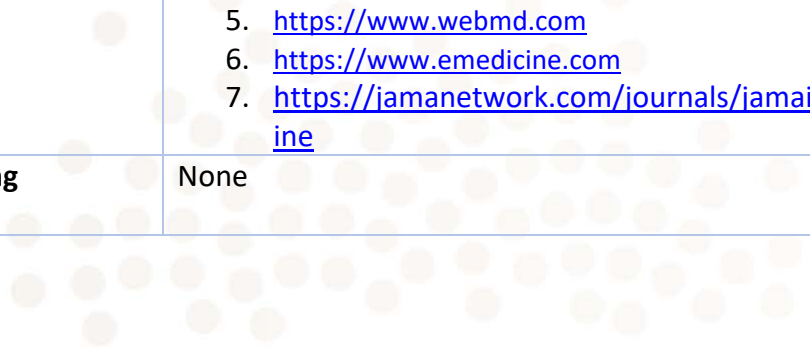 5. https://www.webmd.com
6. https://www.emedicine.com
7. https://jamanetwork.com/journals/jamai
ine
g None